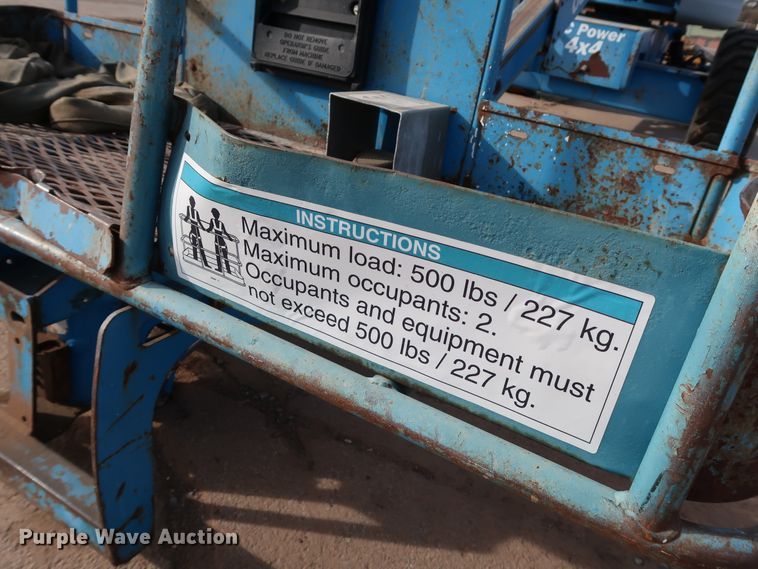 DO NOT REMOVE
OPERATOR'S GUIDE
FROM MACHINE
REPLACE GUIDE IF DAMAGED
C Power
4x4
INSTRUCTIONS
Maximum load: 500 lbs / 227 kg.
Maximum occupants: 2.
Occupants and equipment must
not exceed 500 lbs / 227 kg.
Purple Wave Auction